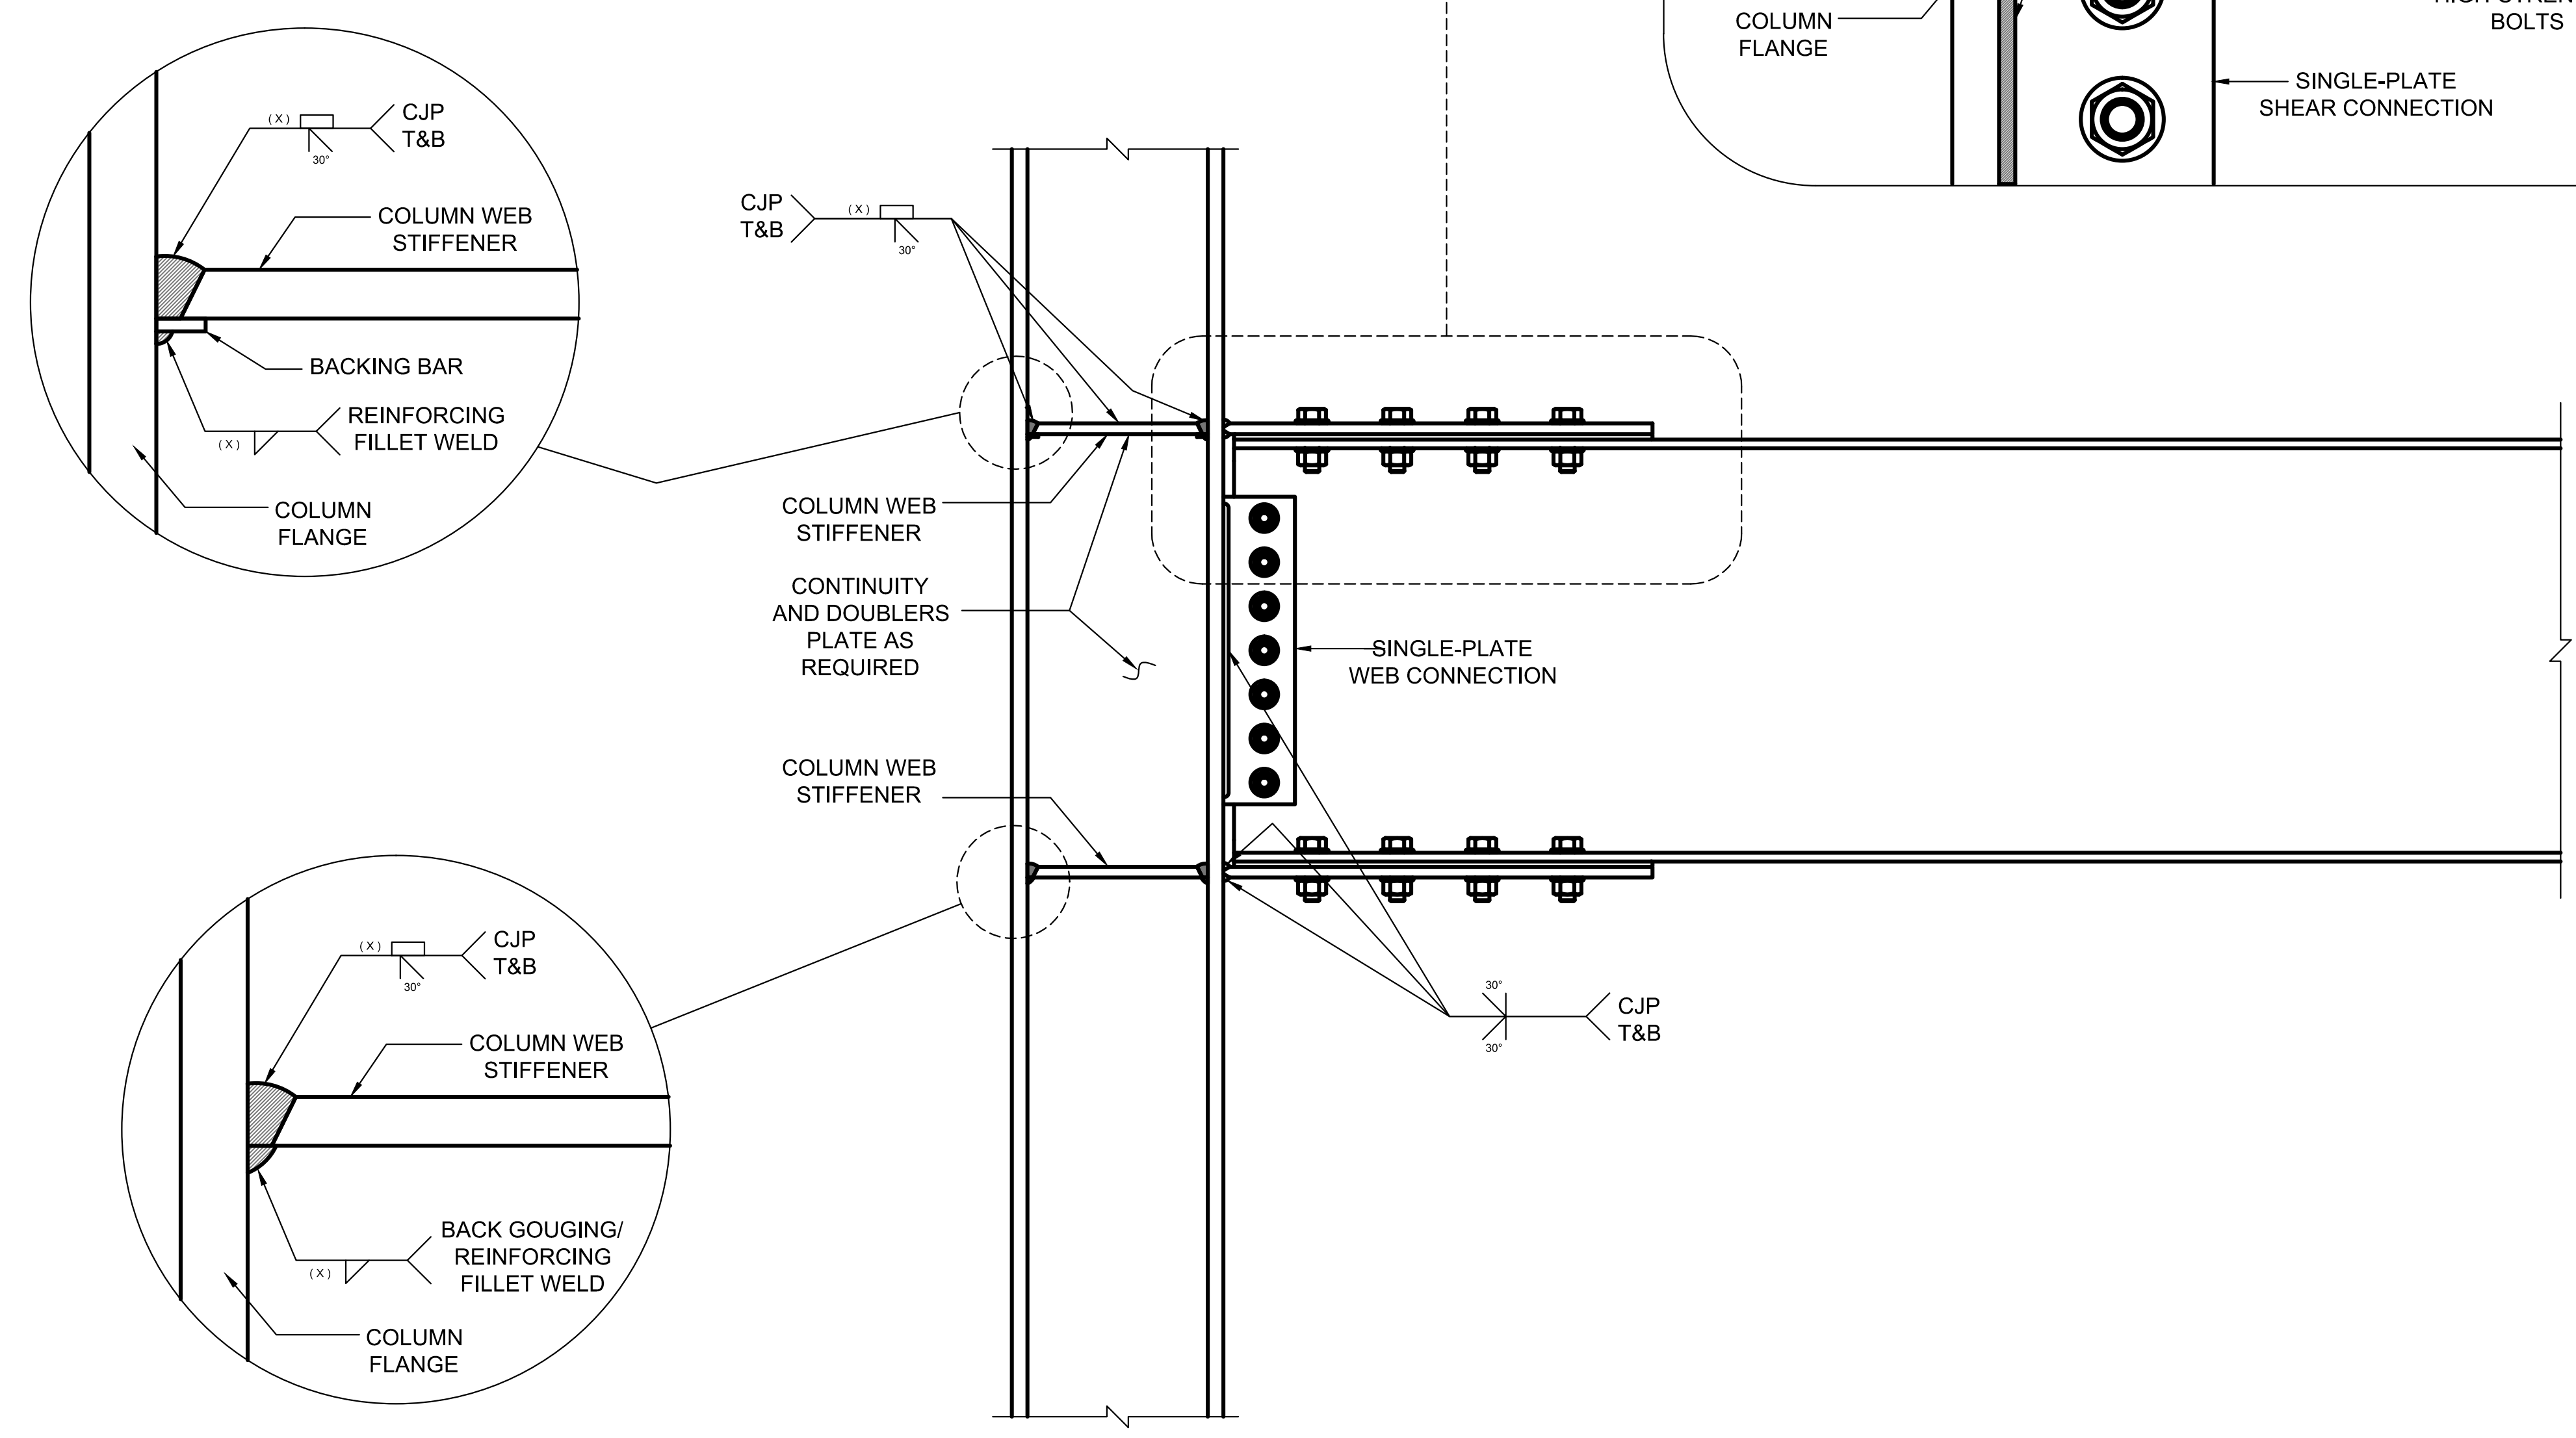 COLUMN
FLANGE
BOLTS
SINGLE-PLATE
SHEAR CONNECTION
(X)
30°
CJP
T&B
COLUMN WEB
STIFFENER
BACKING BAR
REINFORCING
FILLET WELD
(X)
COLUMN
FLANGE
CJP
T&B
(X)
30°
COLUMN WEB
STIFFENER
CONTINUITY
AND DOUBLERS
PLATE AS
REQUIRED
SINGLE-PLATE
WEB CONNECTION
COLUMN WEB
STIFFENER
(X)
30°
CJP
T&B
COLUMN WEB
STIFFENER
BACK GOUGING/
REINFORCING
FILLET WELD
(X)
COLUMN
FLANGE
30°
30°
CJP
T&B